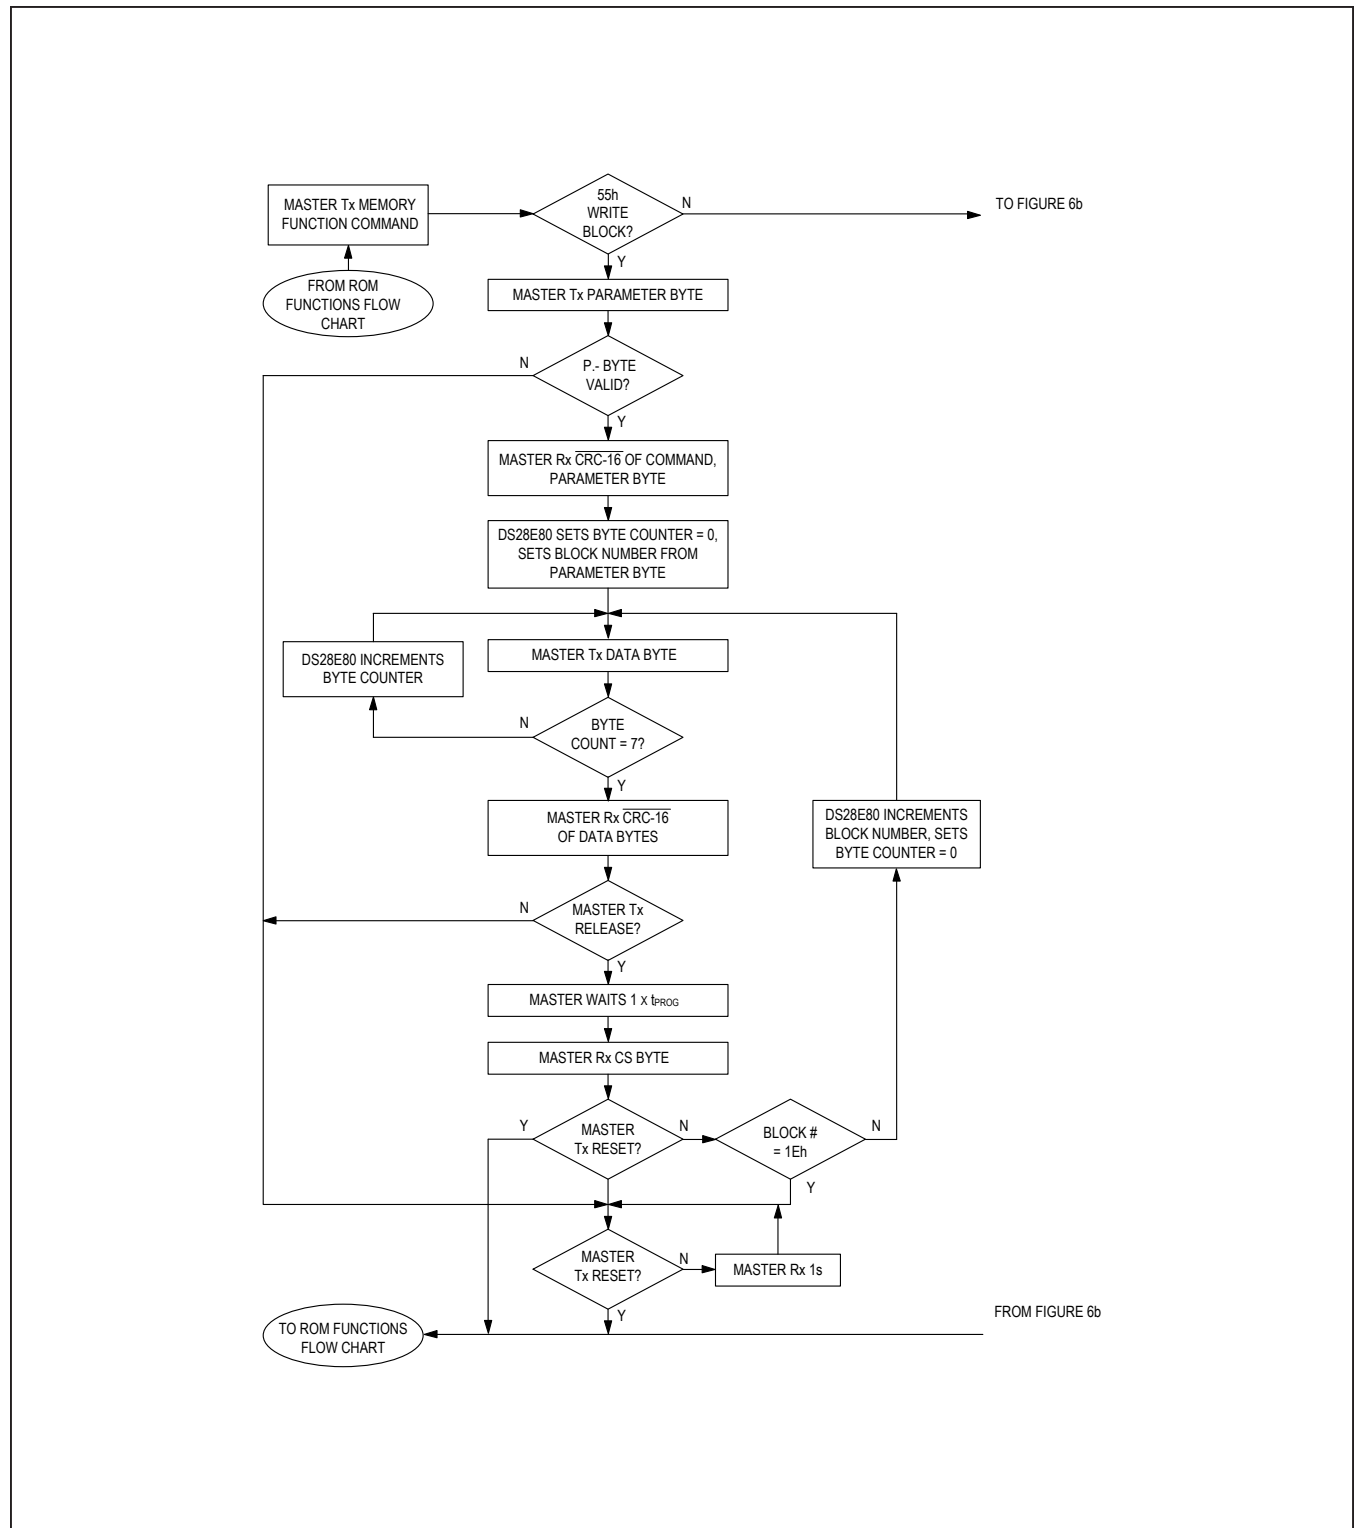 55h
WRITE
BLOCK?
N
TO FIGURE 6b
MASTER Tx MEMORY
FUNCTION COMMAND
Y
FROM ROM
FUNCTIONS FLOW
CHART
MASTER Tx PARAMETER BYTE
N
P.- BYTE
VALID?
Y
MASTER Rx CRC-16 OF COMMAND,
PARAMETER BYTE
DS28E80 SETS BYTE COUNTER = 0,
SETS BLOCK NUMBER FROM
PARAMETER BYTE
DS28E80 INCREMENTS
BYTE COUNTER
MASTER Tx DATA BYTE
N
BYTE
COUNT = 7?
Y
MASTER Rx CRC-16
OF DATA BYTES
DS28E80 INCREMENTS
BLOCK NUMBER, SETS
BYTE COUNTER = 0
N
MASTER Tx
RELEASE?
Y
MASTER WAITS 1 x tPROG
MASTER Rx CS BYTE
Y
MASTER
Tx RESET?
N
BLOCK #
= 1Eh
N
Y
MASTER
Tx RESET?
N
MASTER Rx 1s
Y
FROM FIGURE 6b
TO ROM FUNCTIONS
FLOW CHART